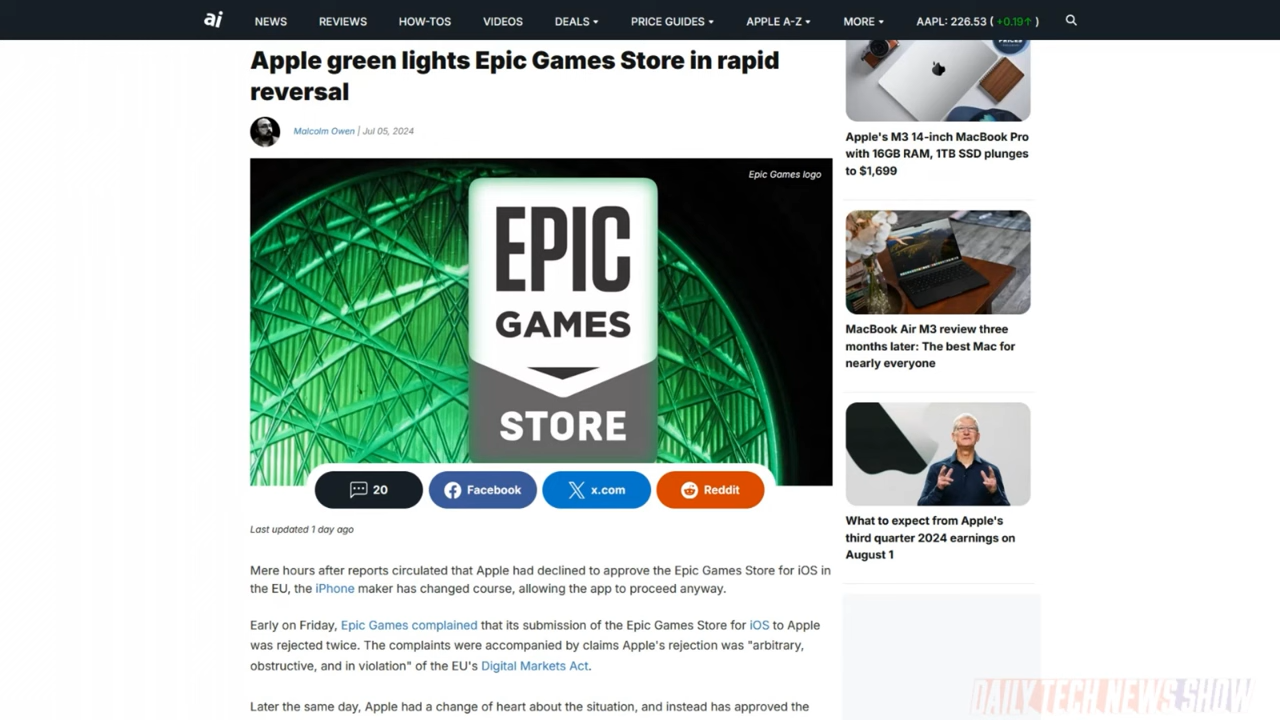 ai NEWS REVIEWS HOW-TOS VIDEOS DEALS PRICE GUIDES APPLE A-Z MORE AAPL: 226.53 ( +0.19↑ )
Apple green lights Epic Games Store in rapid
reversal
Malcolm Owen | Jul 05, 2024
Epic Games logo
EPIC
GAMES
STORE
20 Facebook x.com Reddit
Last updated 1 day ago
Mere hours after reports circulated that Apple had declined to approve the Epic Games Store for iOS in
the EU, the iPhone maker has changed course, allowing the app to proceed anyway.
Early on Friday, Epic Games complained that its submission of the Epic Games Store for iOS to Apple
was rejected twice. The complaints were accompanied by claims Apple's rejection was "arbitrary,
obstructive, and in violation" of the EU's Digital Markets Act.
Later the same day, Apple had a change of heart about the situation, and instead has approved the
PRICES
Apple's M3 14-inch MacBook Pro
with 16GB RAM, 1TB SSD plunges
to $1,699
MacBook Air M3 review three
months later: The best Mac for
nearly everyone
What to expect from Apple's
third quarter 2024 earnings on
August 1
DAILY TECH NEWS SHOW